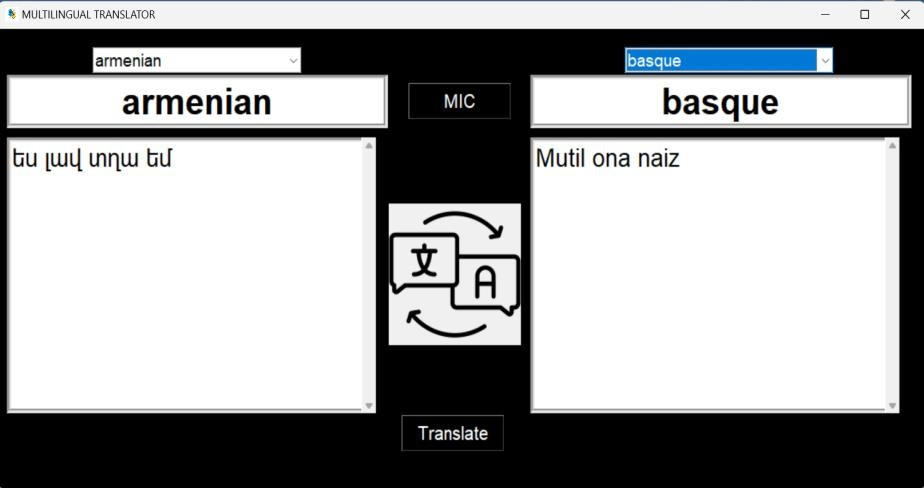 MULTILINGUAL TRANSLATOR
armenian
basque
armenian
MIC
basque
ես լավ տղա եմ
Mutil ona naiz
文
A
Translate